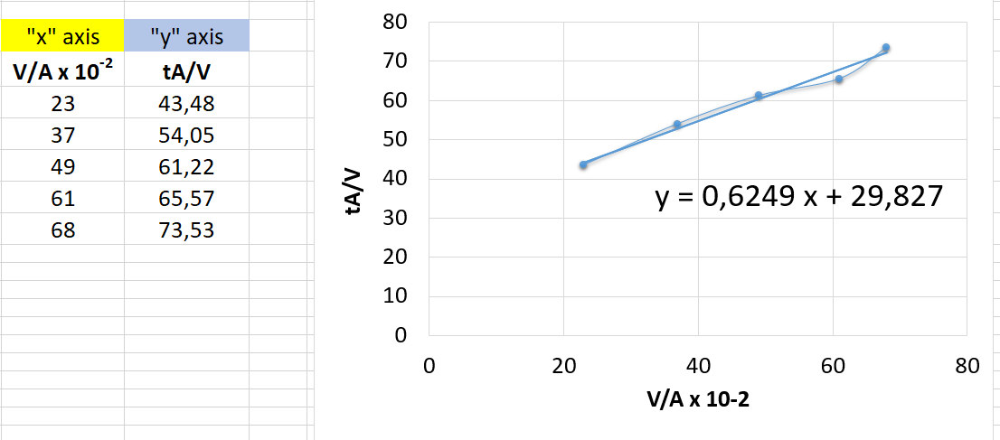 "x" axis "y" axis
V/A x 10⁻² tA/V
23 43,48
37 54,05
49 61,22
61 65,57
68 73,53
80
70
60
50
40
30
20
10
0
tA/V
y = 0,6249 x + 29,827
0 20 40 60 80
V/A x 10-2